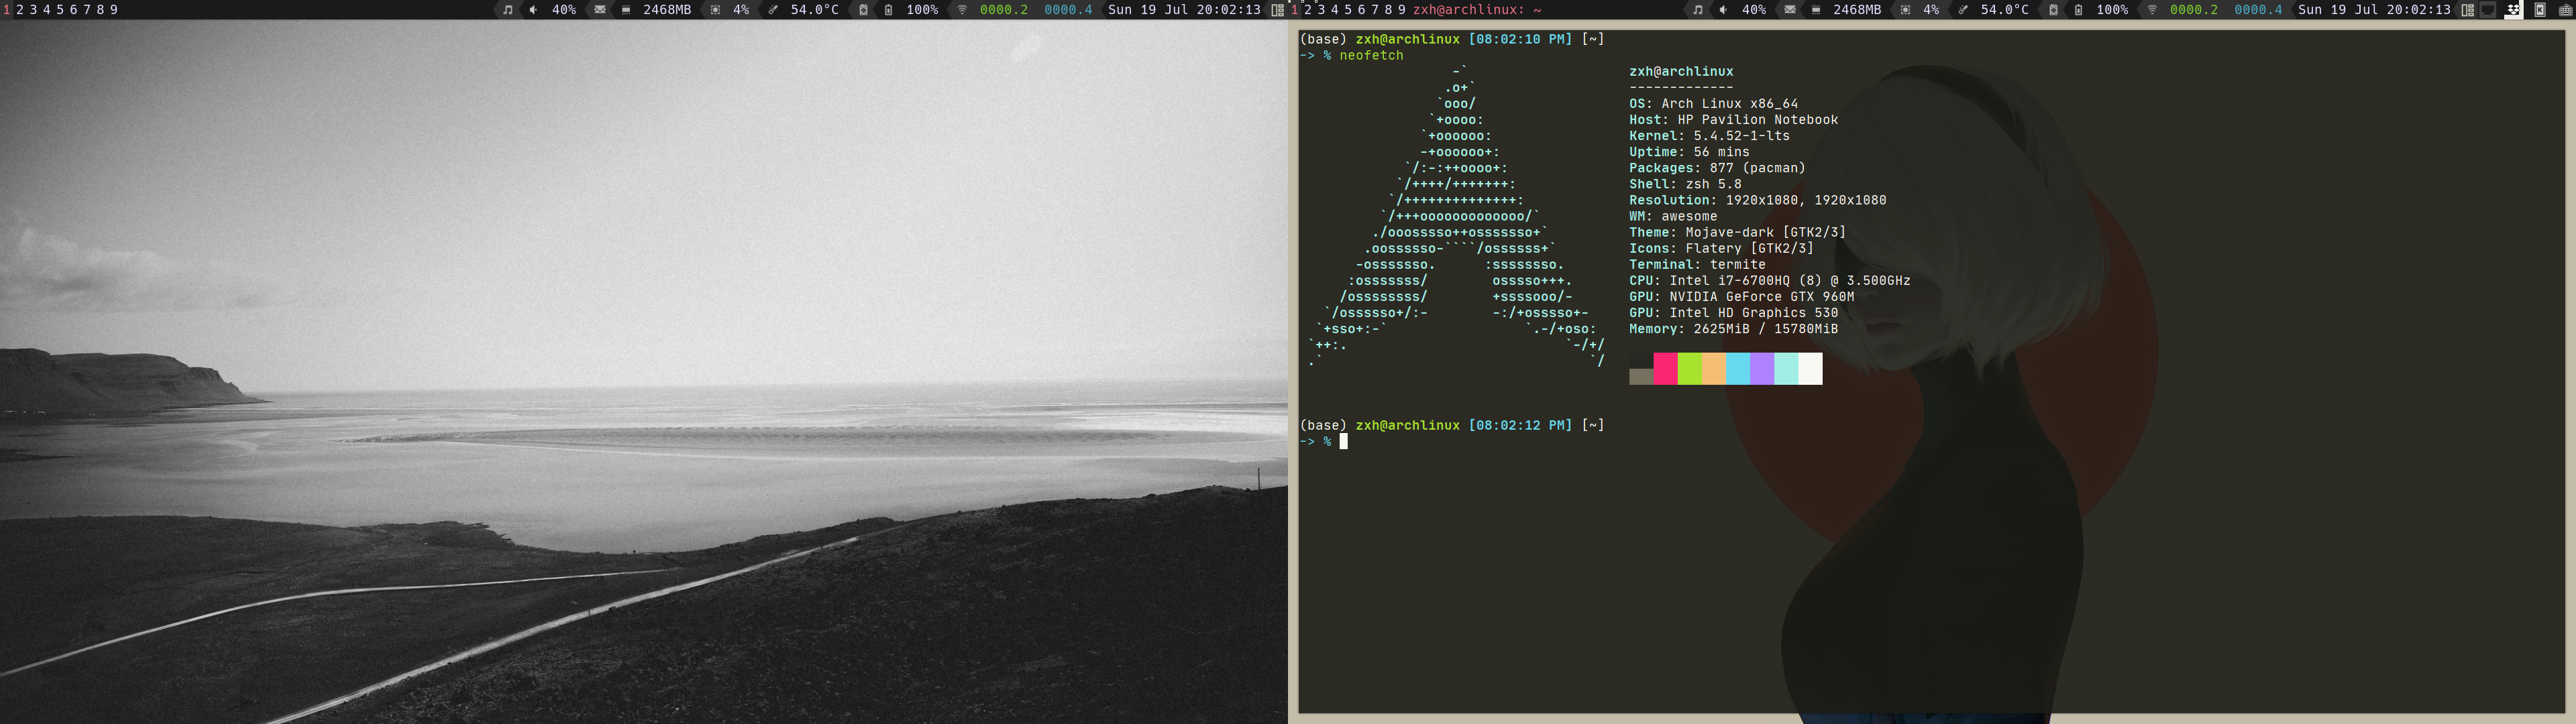 1 2 3 4 5 6 7 8 9 40% 2468MB 4% 54.0°C 100% 0000.2 0000.4 Sun 19 Jul 20:02:13
1 2 3 4 5 6 7 8 9 zxh@archlinux: ~ 40% 2468MB 4% 54.0°C 100% 0000.2 0000.4 Sun 19 Jul 20:02:13
(base) zxh@archlinux [08:02:10 PM] [~]
-> % neofetch
-` zxh@archlinux
.o+` -------------
`ooo/ OS: Arch Linux x86_64
`+oooo: Host: HP Pavilion Notebook
`+oooooo: Kernel: 5.4.52-1-lts
-+oooooo+: Uptime: 56 mins
`/:-:++oooo+: Packages: 877 (pacman)
`/++++/+++++++: Shell: zsh 5.8
`/++++++++++++++: Resolution: 1920x1080, 1920x1080
`/+++ooooooooooooo/` WM: awesome
./ooosssso++osssssso+` Theme: Mojave-dark [GTK2/3]
.oossssso-````/ossssss+` Icons: Flatery [GTK2/3]
-osssssso. :ssssssso. Terminal: termite
:osssssss/ osssso+++. CPU: Intel i7-6700HQ (8) @ 3.500GHz
/ossssssss/ +ssssooo/- GPU: NVIDIA GeForce GTX 960M
`/ossssso+/:- -:/+osssso+- GPU: Intel HD Graphics 530
`+sso+:-` `.-/+oso: Memory: 2625MiB / 15780MiB
`++:. `-/+/
.` `/
(base) zxh@archlinux [08:02:12 PM] [~]
-> %